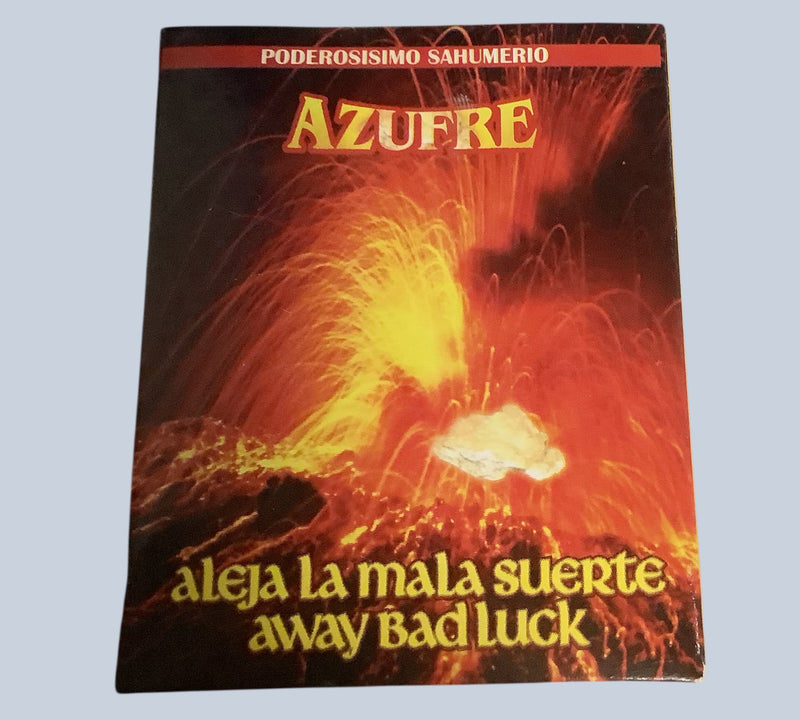 PODEROSISIMO SAHUMERIO
AZUFRE
aleja la mala suerte
away Bad luck